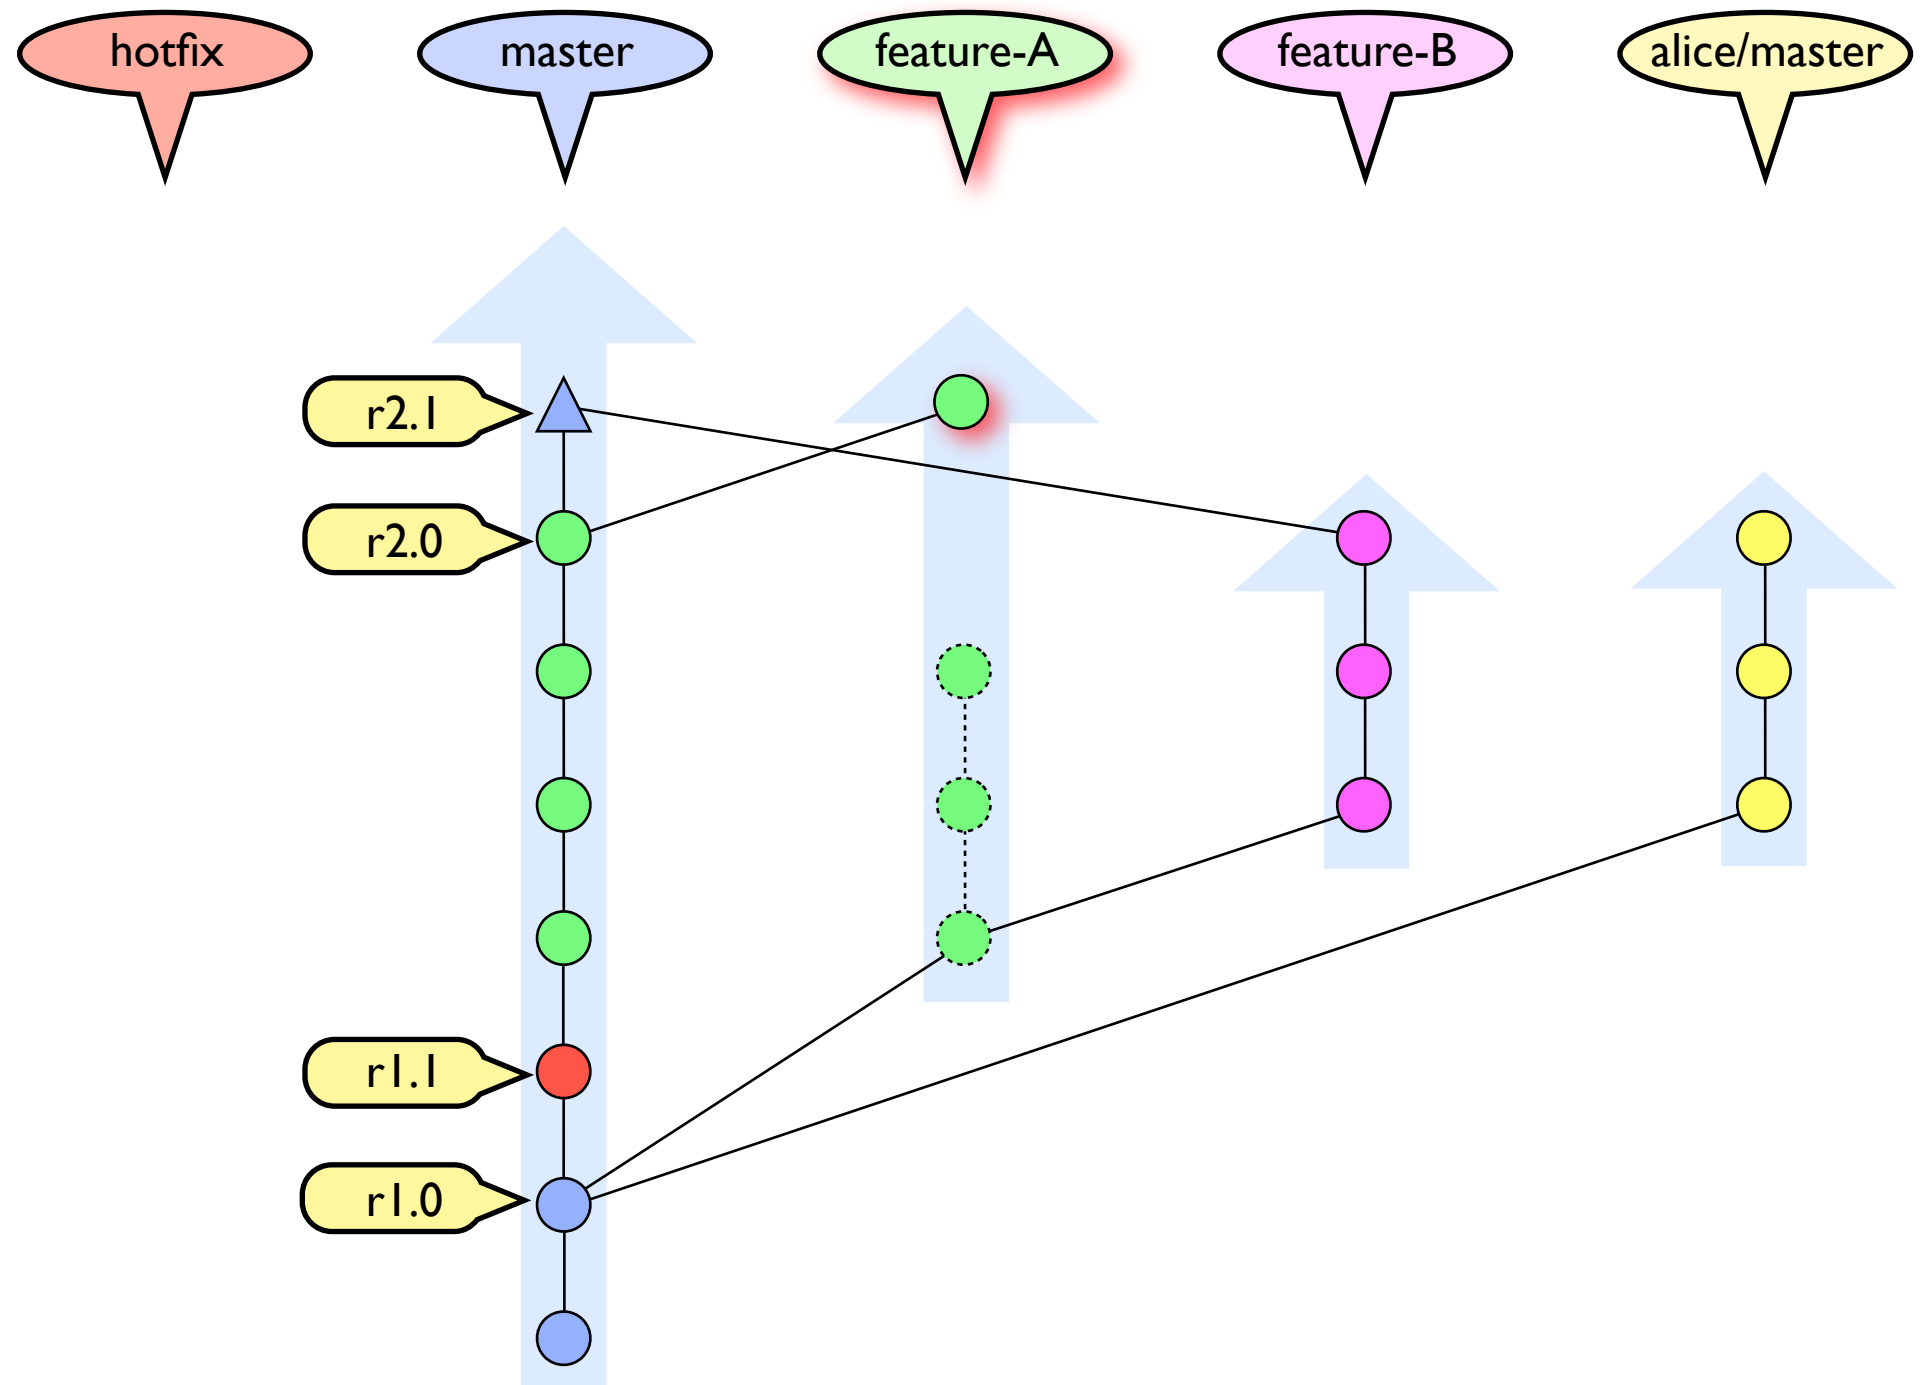 hotfix
master
feature-A
feature-B
alice/master
r2.1
r2.0
r1.1
r1.0